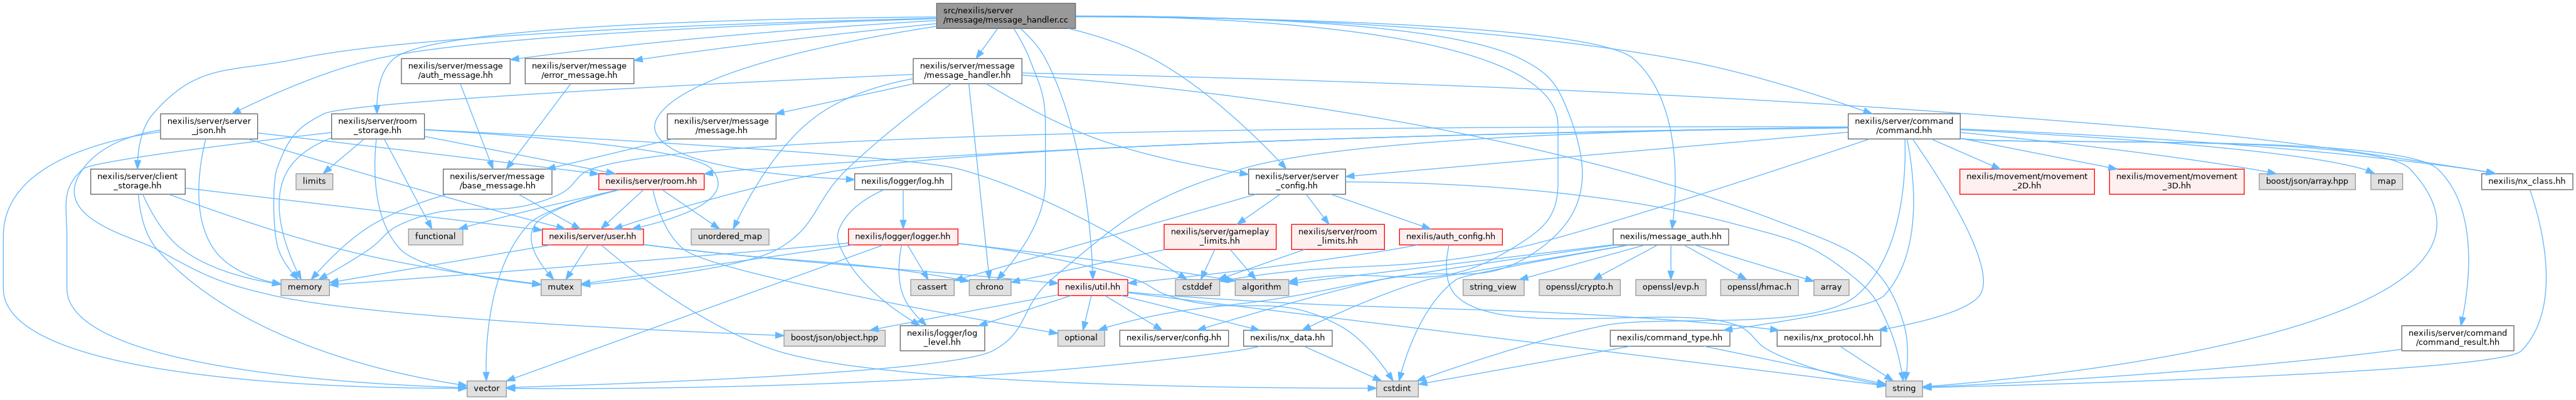 src/nexilis/server
/message/message_handler.cc
nexilis/server/message
/auth_message.hh
nexilis/server/message
/error_message.hh
nexilis/server/message
/message_handler.hh
nexilis/server/server
_json.hh
nexilis/server/room
_storage.hh
nexilis/server/message
/message.hh
nexilis/server/command
/command.hh
nexilis/server/client
_storage.hh
limits
nexilis/server/message
/base_message.hh
nexilis/server/room.hh
nexilis/logger/log.hh
nexilis/server/server
_config.hh
nexilis/movement/movement
_2D.hh
nexilis/movement/movement
_3D.hh
boost/json/array.hpp
map
nexilis/nx_class.hh
functional
nexilis/server/user.hh
unordered_map
nexilis/logger/logger.hh
nexilis/server/gameplay
_limits.hh
nexilis/server/room
_limits.hh
nexilis/auth_config.hh
nexilis/message_auth.hh
memory
mutex
cassert
chrono
nexilis/util.hh
cstddef
algorithm
string_view
openssl/crypto.h
openssl/evp.h
openssl/hmac.h
array
boost/json/object.hpp
nexilis/logger/log
_level.hh
optional
nexilis/server/config.hh
nexilis/nx_data.hh
nexilis/command_type.hh
nexilis/nx_protocol.hh
nexilis/server/command
/command_result.hh
vector
cstdint
string